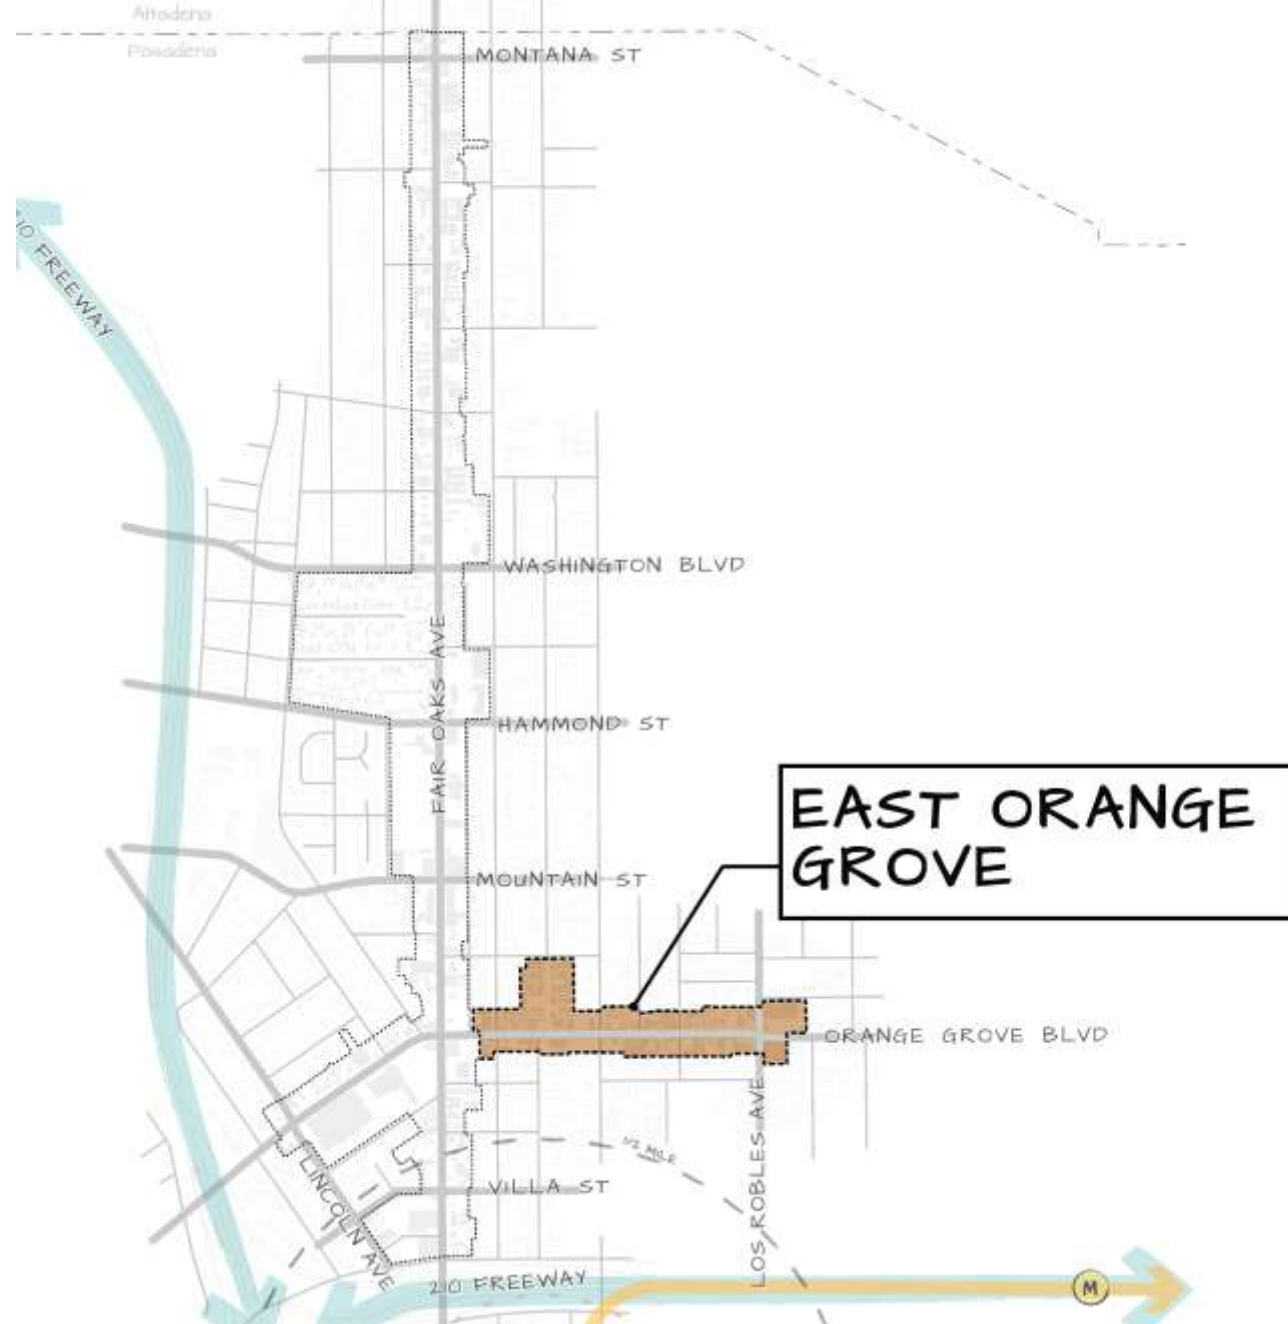 Altadena
Pasadena
MONTANA ST
210 FREEWAY
WASHINGTON BLVD
FAIR OAKS AVE
HAMMOND ST
EAST ORANGE
GROVE
MOUNTAIN ST
ORANGE GROVE BLVD
LOS ROBLES AVE
1/2 MILE
VILLA ST
LINCOLN AVE
210 FREEWAY
M